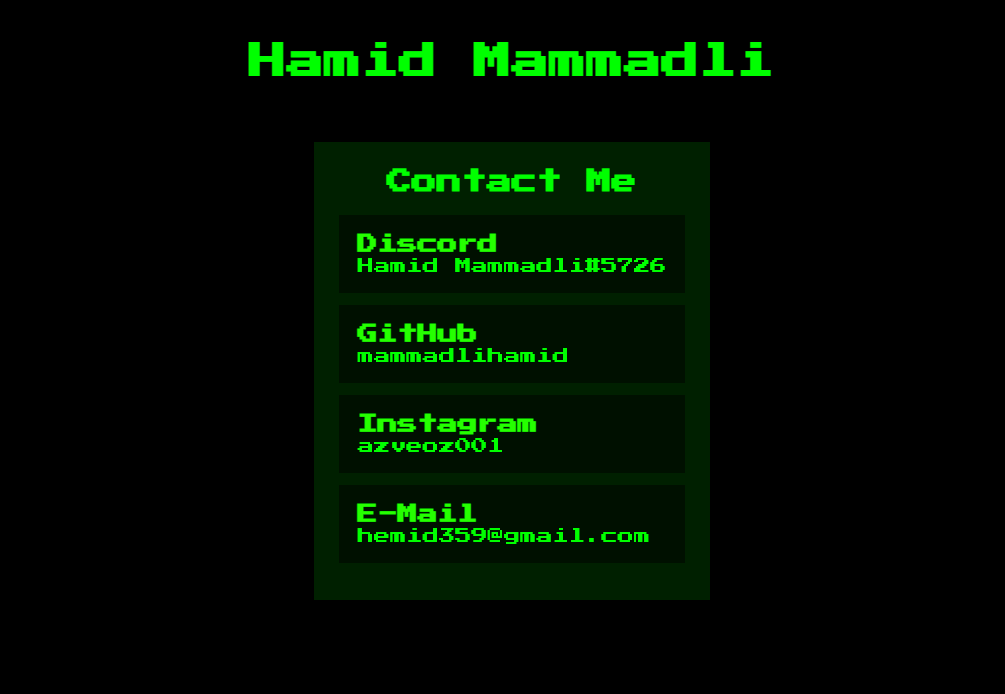 Hamid Mammadli
Contact Me
Discord
Hamid Mammadli#5726
GitHub
mammadlihamid
Instagram
azveoz001
E-Mail
hemid359@gmail.com